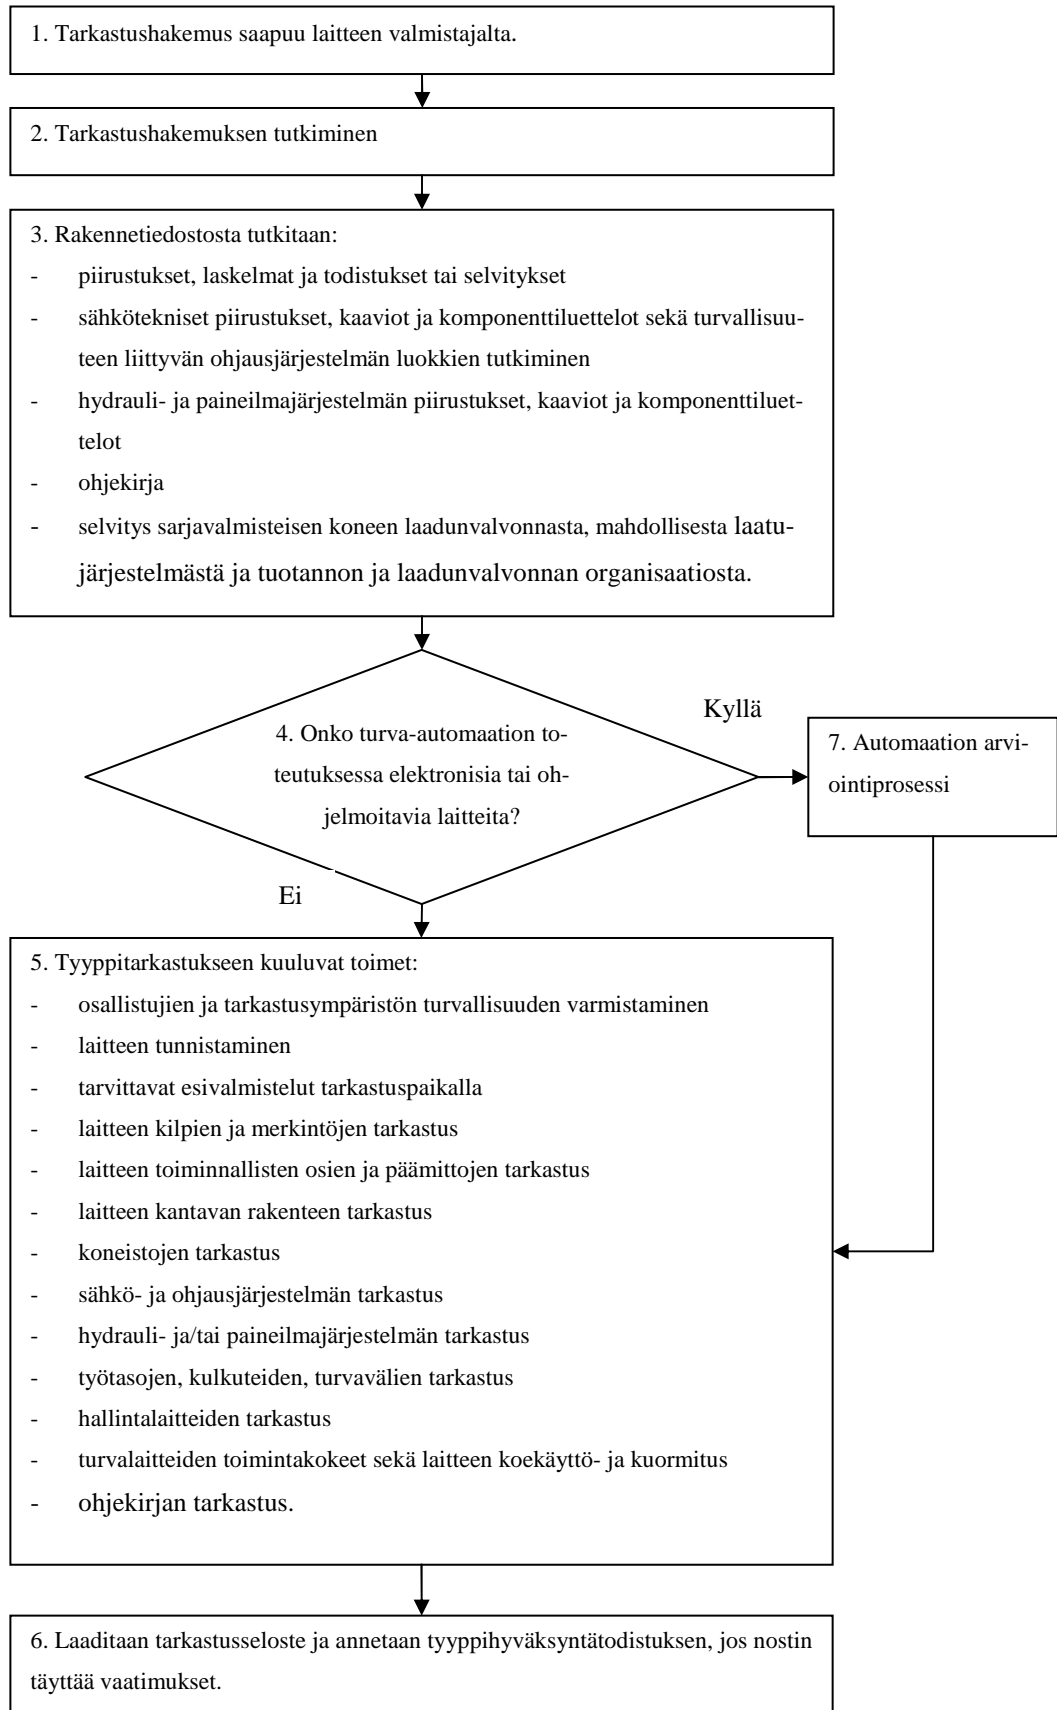 1. Tarkastushakemus saapuu laitteen valmistajalta.
2. Tarkastushakemuksen tutkiminen
3. Rakennetiedostosta tutkitaan:
- piirustukset, laskelmat ja todistukset tai selvitykset
- sähkötekniset piirustukset, kaaviot ja komponenttiluettelot sekä turvallisuu-
teen liittyvän ohjausjärjestelmän luokkien tutkiminen
- hydrauli- ja paineilmajärjestelmän piirustukset, kaaviot ja komponenttiluet-
telot
- ohjekirja
- selvitys sarjavalmisteisen koneen laadunvalvonnasta, mahdollisesta laatu-
järjestelmästä ja tuotannon ja laadunvalvonnan organisaatiosta.
4. Onko turva-automaation to-
teutuksessa elektronisia tai oh-
jelmoitavia laitteita?
Kyllä
7. Automaation arvi-
ointiprosessi
Ei
5. Tyyppitarkastukseen kuuluvat toimet:
- osallistujien ja tarkastusympäristön turvallisuuden varmistaminen
- laitteen tunnistaminen
- tarvittavat esivalmistelut tarkastuspaikalla
- laitteen kilpien ja merkintöjen tarkastus
- laitteen toiminnallisten osien ja päämittojen tarkastus
- laitteen kantavan rakenteen tarkastus
- koneistojen tarkastus
- sähkö- ja ohjausjärjestelmän tarkastus
- hydrauli- ja/tai paineilmajärjestelmän tarkastus
- työtasojen, kulkuteiden, turvavälien tarkastus
- hallintalaitteiden tarkastus
- turvalaitteiden toimintakokeet sekä laitteen koekäyttö- ja kuormitus
- ohjekirjan tarkastus.
6. Laaditaan tarkastusseloste ja annetaan tyyppihyväksyntätodistuksen, jos nostin
täyttää vaatimukset.